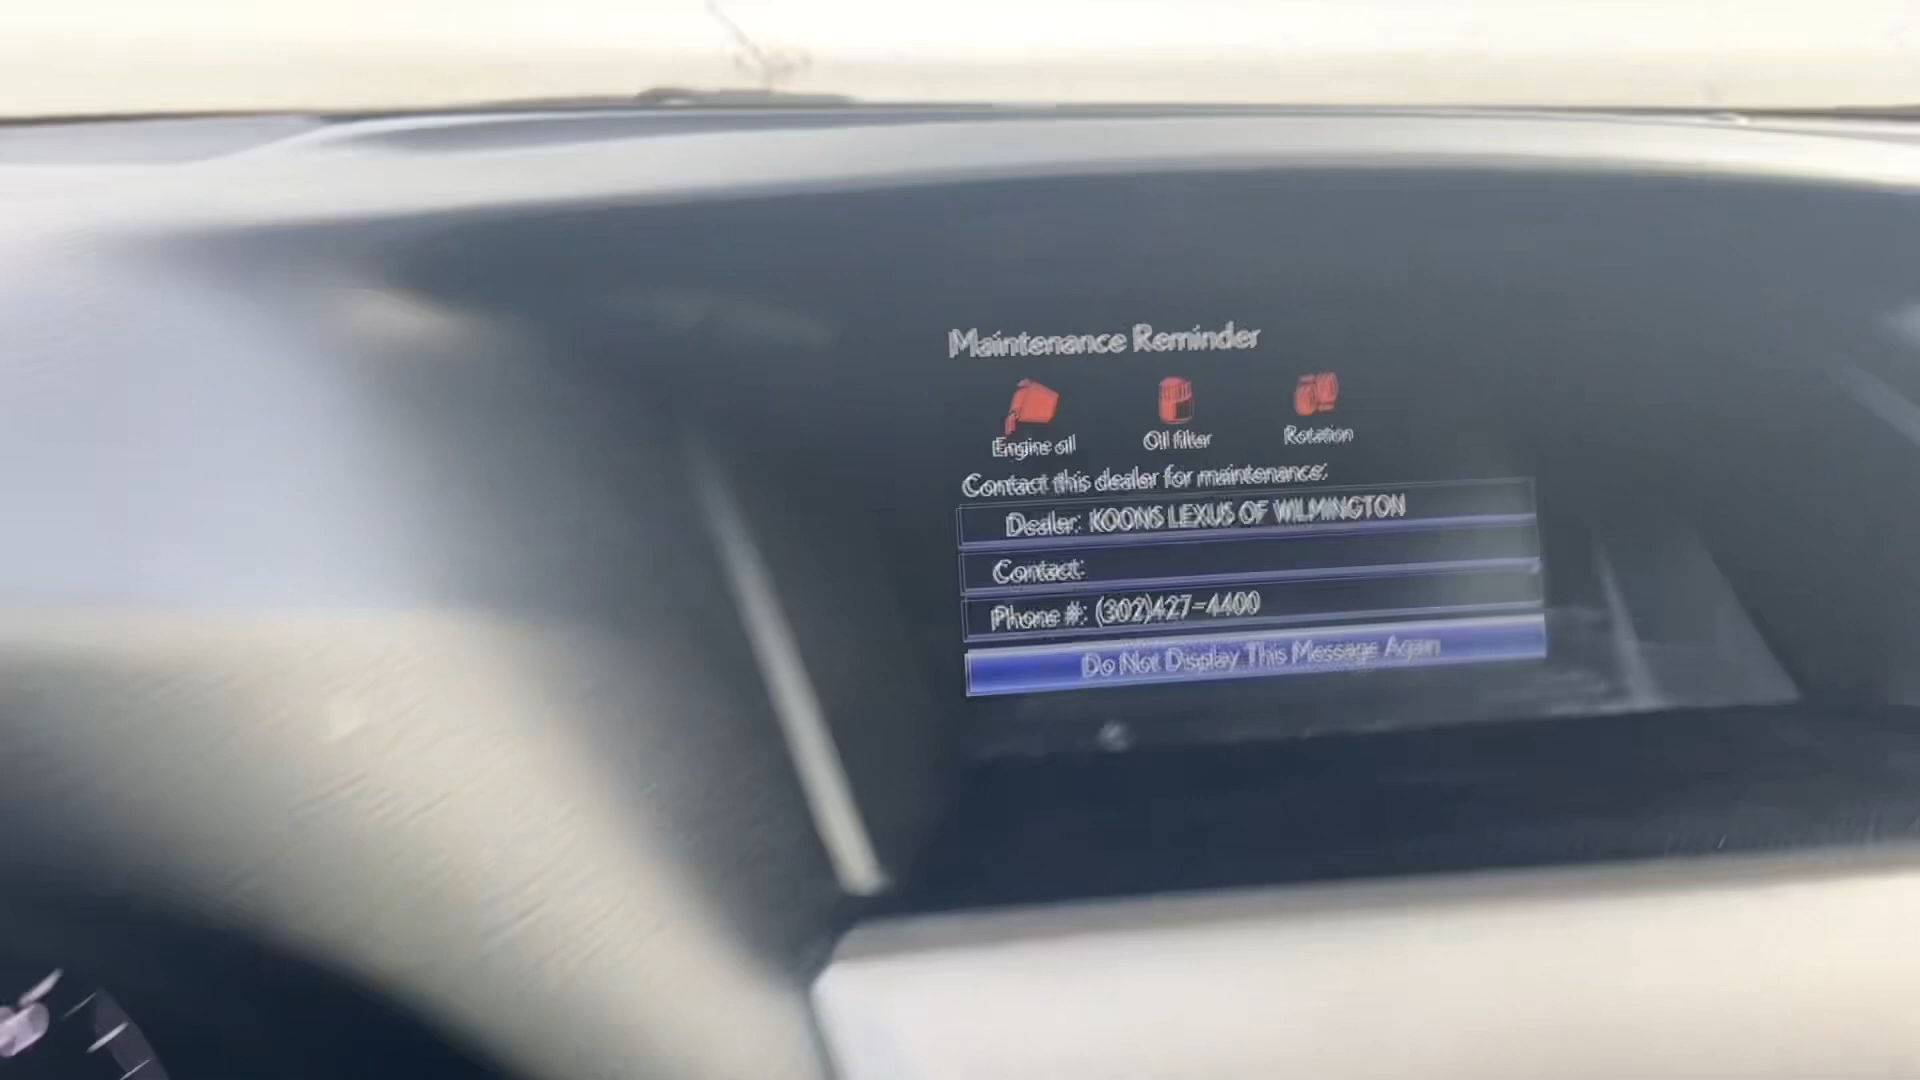 Maintenance Reminder
Engine oil Oil filter Rotation
Contact this dealer for maintenance:
Dealer: KOONS LEXUS OF WILMINGTON
Contact:
Phone #: (302)427-4400
Do Not Display This Message Again